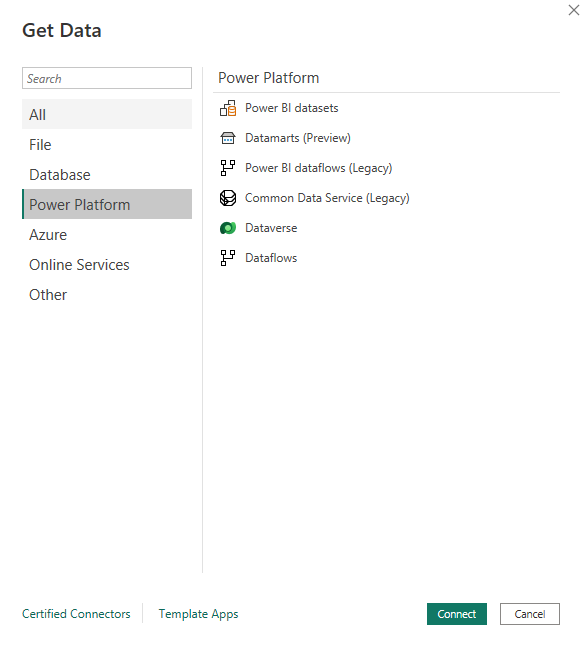 Get Data
Search
All
File
Database
Power Platform
Azure
Online Services
Other
Power Platform
Power BI datasets
Datamarts (Preview)
Power BI dataflows (Legacy)
Common Data Service (Legacy)
Dataverse
Dataflows
Certified Connectors
Template Apps
Connect
Cancel